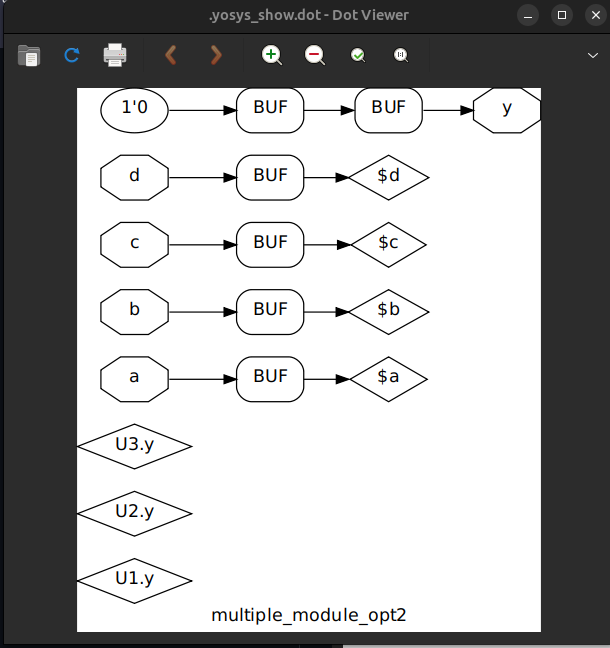 .yosys_show.dot - Dot Viewer
1'0 BUF BUF y
d BUF $d
c BUF $c
b BUF $b
a BUF $a
U3.y
U2.y
U1.y
multiple_module_opt2